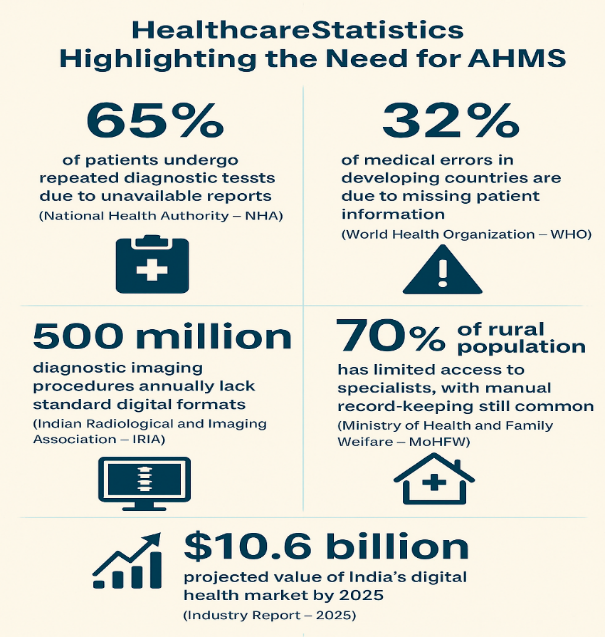 HealthcareStatistics
Highlighting the Need for AHMS
65%
of patients undergo
repeated diagnostic tessts
due to unavailable reports
(National Health Authority – NHA)
32%
of medical errors in
developing countries are
due to missing patient
information
(World Health Organization – WHO)
500 million
diagnostic imaging
procedures annually lack
standard digital formats
(Indian Radiological and Imaging
Association – IRIA)
70% of rural
population
has limited access to
specialists, with manual
record-keeping still common
(Ministry of Health and Family
Weifare – MoHFW)
$10.6 billion
projected value of India’s digital
health market by 2025
(Industry Report – 2025)